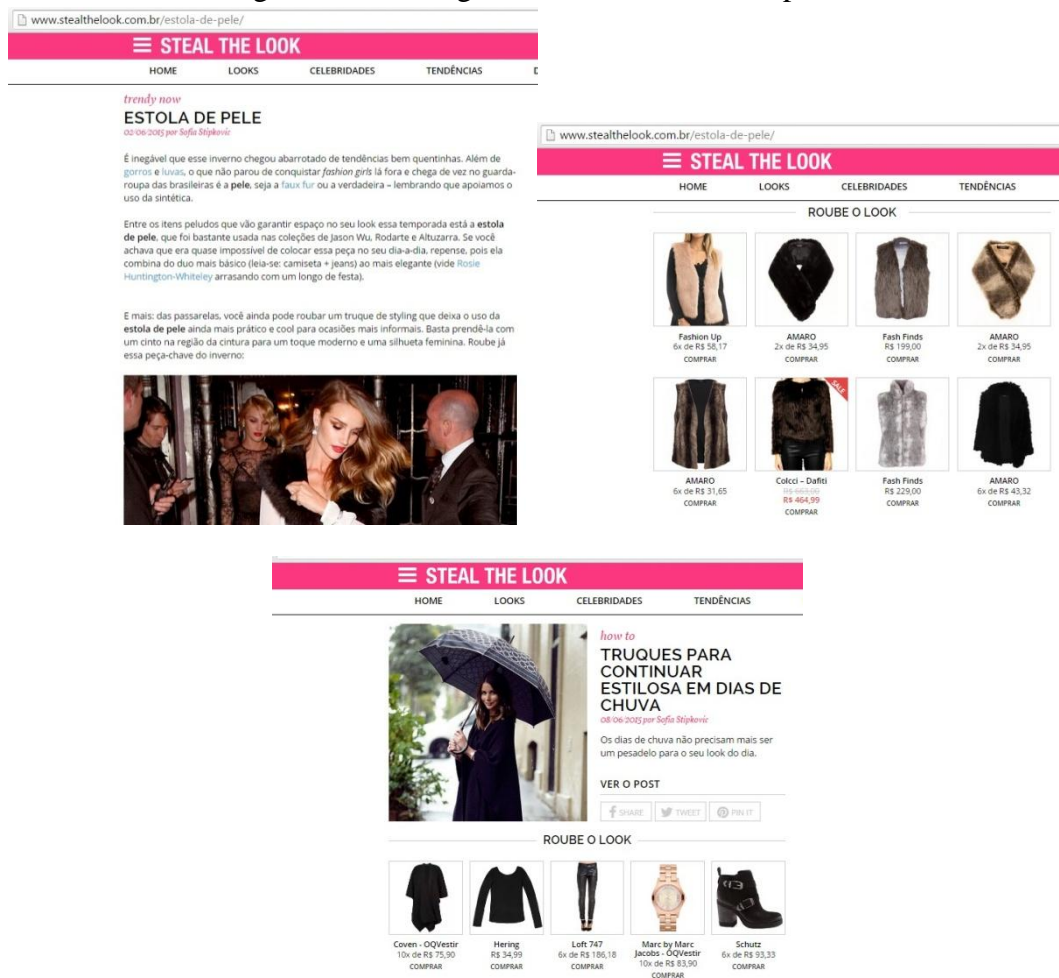 www.stealthelook.com.br/estola-de-pele/
STEAL THE LOOK
HOME LOOKS CELEBRIDADES TENDÊNCIAS D
trendy now
ESTOLA DE PELE
02/06/2015 por Sofia Stipkovic
É inegável que esse inverno chegou abarrotado de tendências bem quentinhas. Além de
gorros e luvas, o que não parou de conquistar fashion girls lá fora e chega de vez no guarda-
roupa das brasileiras é a pele, seja a faux fur ou a verdadeira – lembrando que apoiamos o
uso da sintética.
Entre os itens peludos que vão garantir espaço no seu look essa temporada está a estola
de pele, que foi bastante usada nas coleções de Jason Wu, Rodarte e Altuzarra. Se você
achava que era quase impossível de colocar essa peça no seu dia-a-dia, repense, pois ela
combina do duo mais básico (leia-se: camiseta + jeans) ao mais elegante (vide Rosie
Huntington-Whiteley arrasando com um longo de festa).
E mais: das passarelas, você ainda pode roubar um truque de styling que deixa o uso da
estola de pele ainda mais prático e cool para ocasiões mais informais. Basta prendê-la com
um cinto na região da cintura para um toque moderno e uma silhueta feminina. Roube já
essa peça-chave do inverno:
www.stealthelook.com.br/estola-de-pele/
STEAL THE LOOK
HOME LOOKS CELEBRIDADES TENDÊNCIAS
ROUBE O LOOK
Fashion Up AMARO Fash Finds AMARO
6x de R$ 58,17 2x de R$ 34,95 R$ 199,00 2x de R$ 34,95
COMPRAR COMPRAR COMPRAR COMPRAR
SALE
AMARO Colcci – Dafiti Fash Finds AMARO
6x de R$ 31,65 R$ 663,00 R$ 229,00 6x de R$ 43,32
COMPRAR R$ 464,99 COMPRAR COMPRAR
COMPRAR
STEAL THE LOOK
HOME LOOKS CELEBRIDADES TENDÊNCIAS
how to
TRUQUES PARA
CONTINUAR
ESTILOSA EM DIAS DE
CHUVA
08/06/2015 por Sofia Stipkovic
Os dias de chuva não precisam mais ser
um pesadelo para o seu look do dia.
VER O POST
SHARE TWEET PIN IT
ROUBE O LOOK
Coven - OQVestir Hering Loft 747 Marc by Marc Schutz
10x de R$ 75,90 R$ 34,99 6x de R$ 186,18 Jacobs - OQVestir 6x de R$ 93,33
COMPRAR COMPRAR COMPRAR 10x de R$ 83,90 COMPRAR
COMPRAR